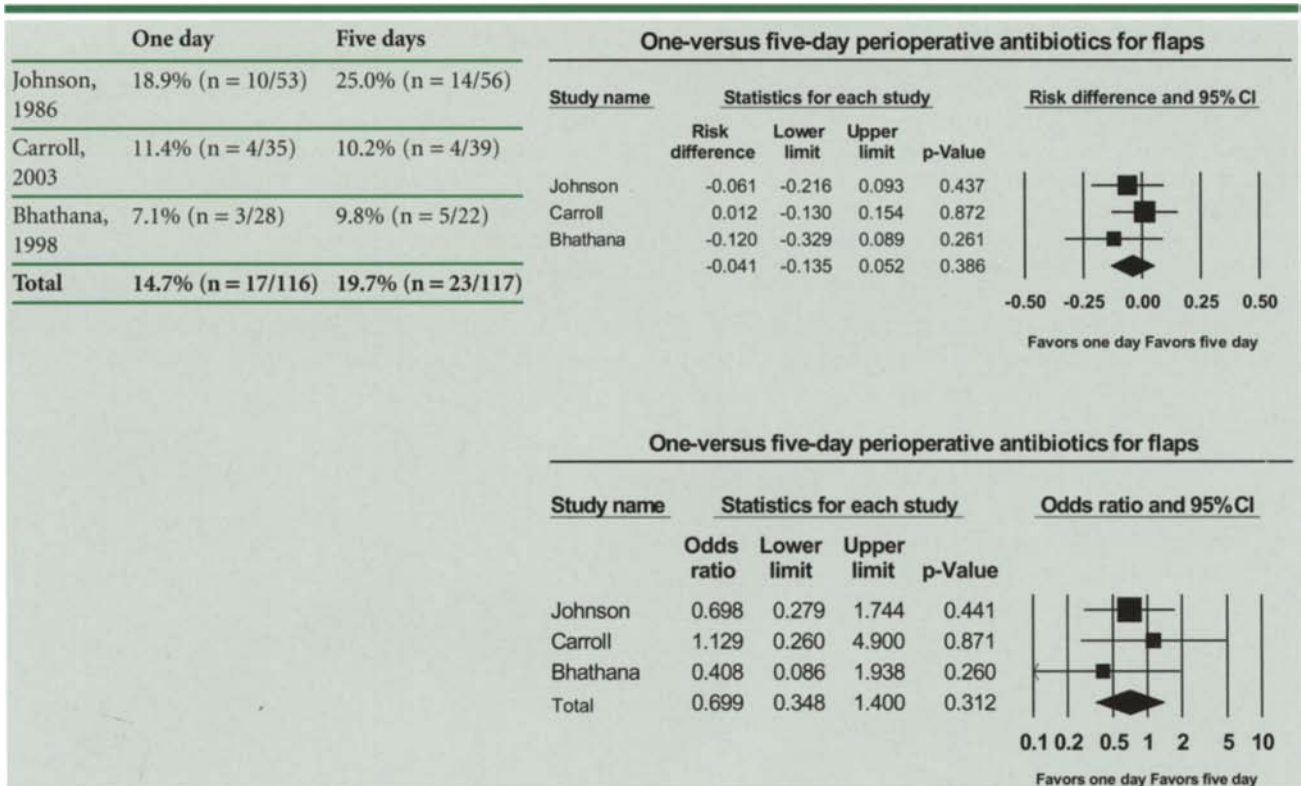 One day Five days
Johnson, 1986 18.9% (n = 10/53) 25.0% (n = 14/56)
Carroll, 2003 11.4% (n = 4/35) 10.2% (n = 4/39)
Bhathana, 1998 7.1% (n = 3/28) 9.8% (n = 5/22)
Total 14.7% (n = 17/116) 19.7% (n = 23/117)
One-versus five-day perioperative antibiotics for flaps
Study name Statistics for each study Risk difference and 95% CI
Risk difference Lower limit Upper limit p-Value
Johnson -0.061 -0.216 0.093 0.437
Carroll 0.012 -0.130 0.154 0.872
Bhathana -0.120 -0.329 0.089 0.261
-0.041 -0.135 0.052 0.386
-0.50 -0.25 0.00 0.25 0.50
Favors one day Favors five day
One-versus five-day perioperative antibiotics for flaps
Study name Statistics for each study Odds ratio and 95% CI
Odds ratio Lower limit Upper limit p-Value
Johnson 0.698 0.279 1.744 0.441
Carroll 1.129 0.260 4.900 0.871
Bhathana 0.408 0.086 1.938 0.260
Total 0.699 0.348 1.400 0.312
0.1 0.2 0.5 1 2 5 10
Favors one day Favors five day